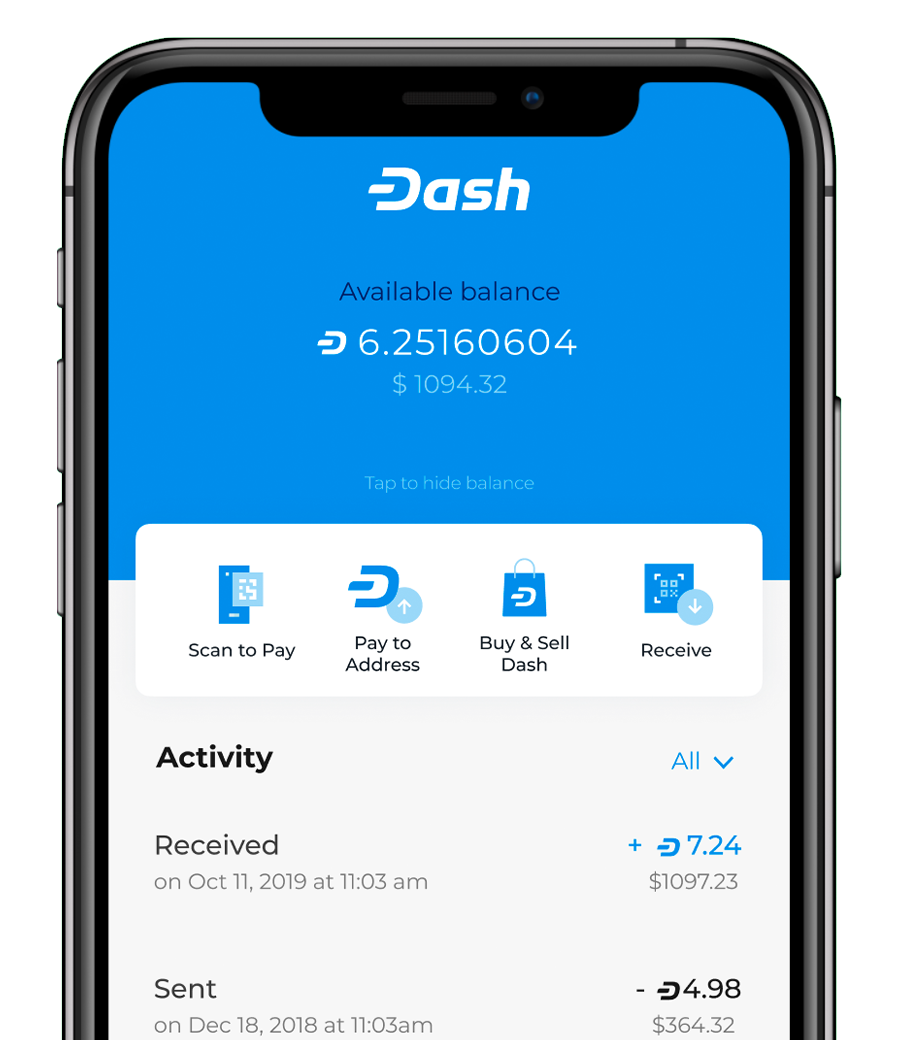 Dash
Available balance
6.25160604
$ 1094.32
Tap to hide balance
Scan to Pay
Pay to
Address
Buy & Sell
Dash
Receive
Activity
All
Received
+ 7.24
on Oct 11, 2019 at 11:03 am
$1097.23
Sent
- 4.98
on Dec 18, 2018 at 11:03am
$364.32